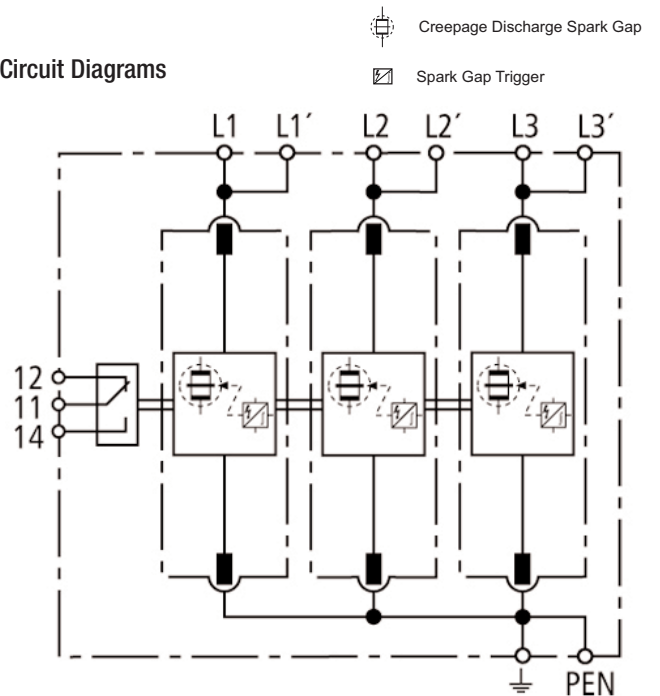 Creepage Discharge Spark Gap
Circuit Diagrams
Spark Gap Trigger
L1 L1´ L2 L2´ L3 L3´
12
11
14
PEN